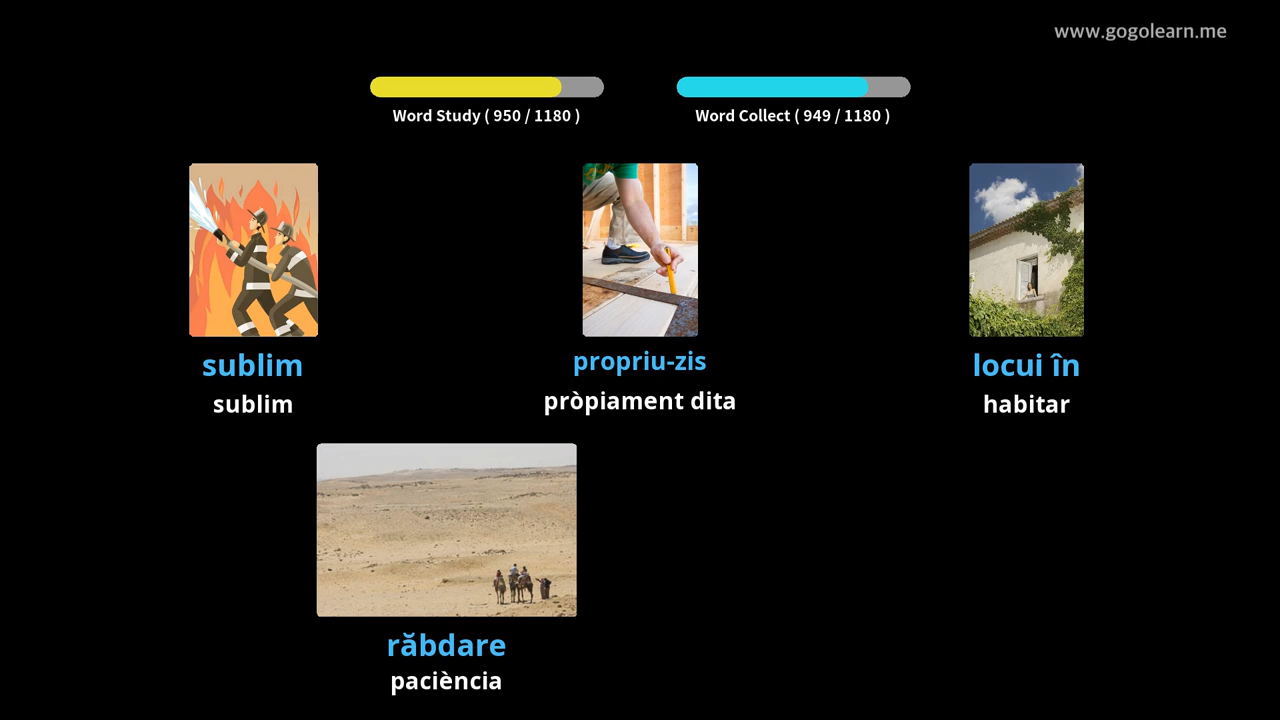 www.gogolearn.me
Word Study ( 950 / 1180 )
Word Collect ( 949 / 1180 )
sublim
sublim
propriu-zis
pròpiament dita
locui în
habitar
răbdare
paciència